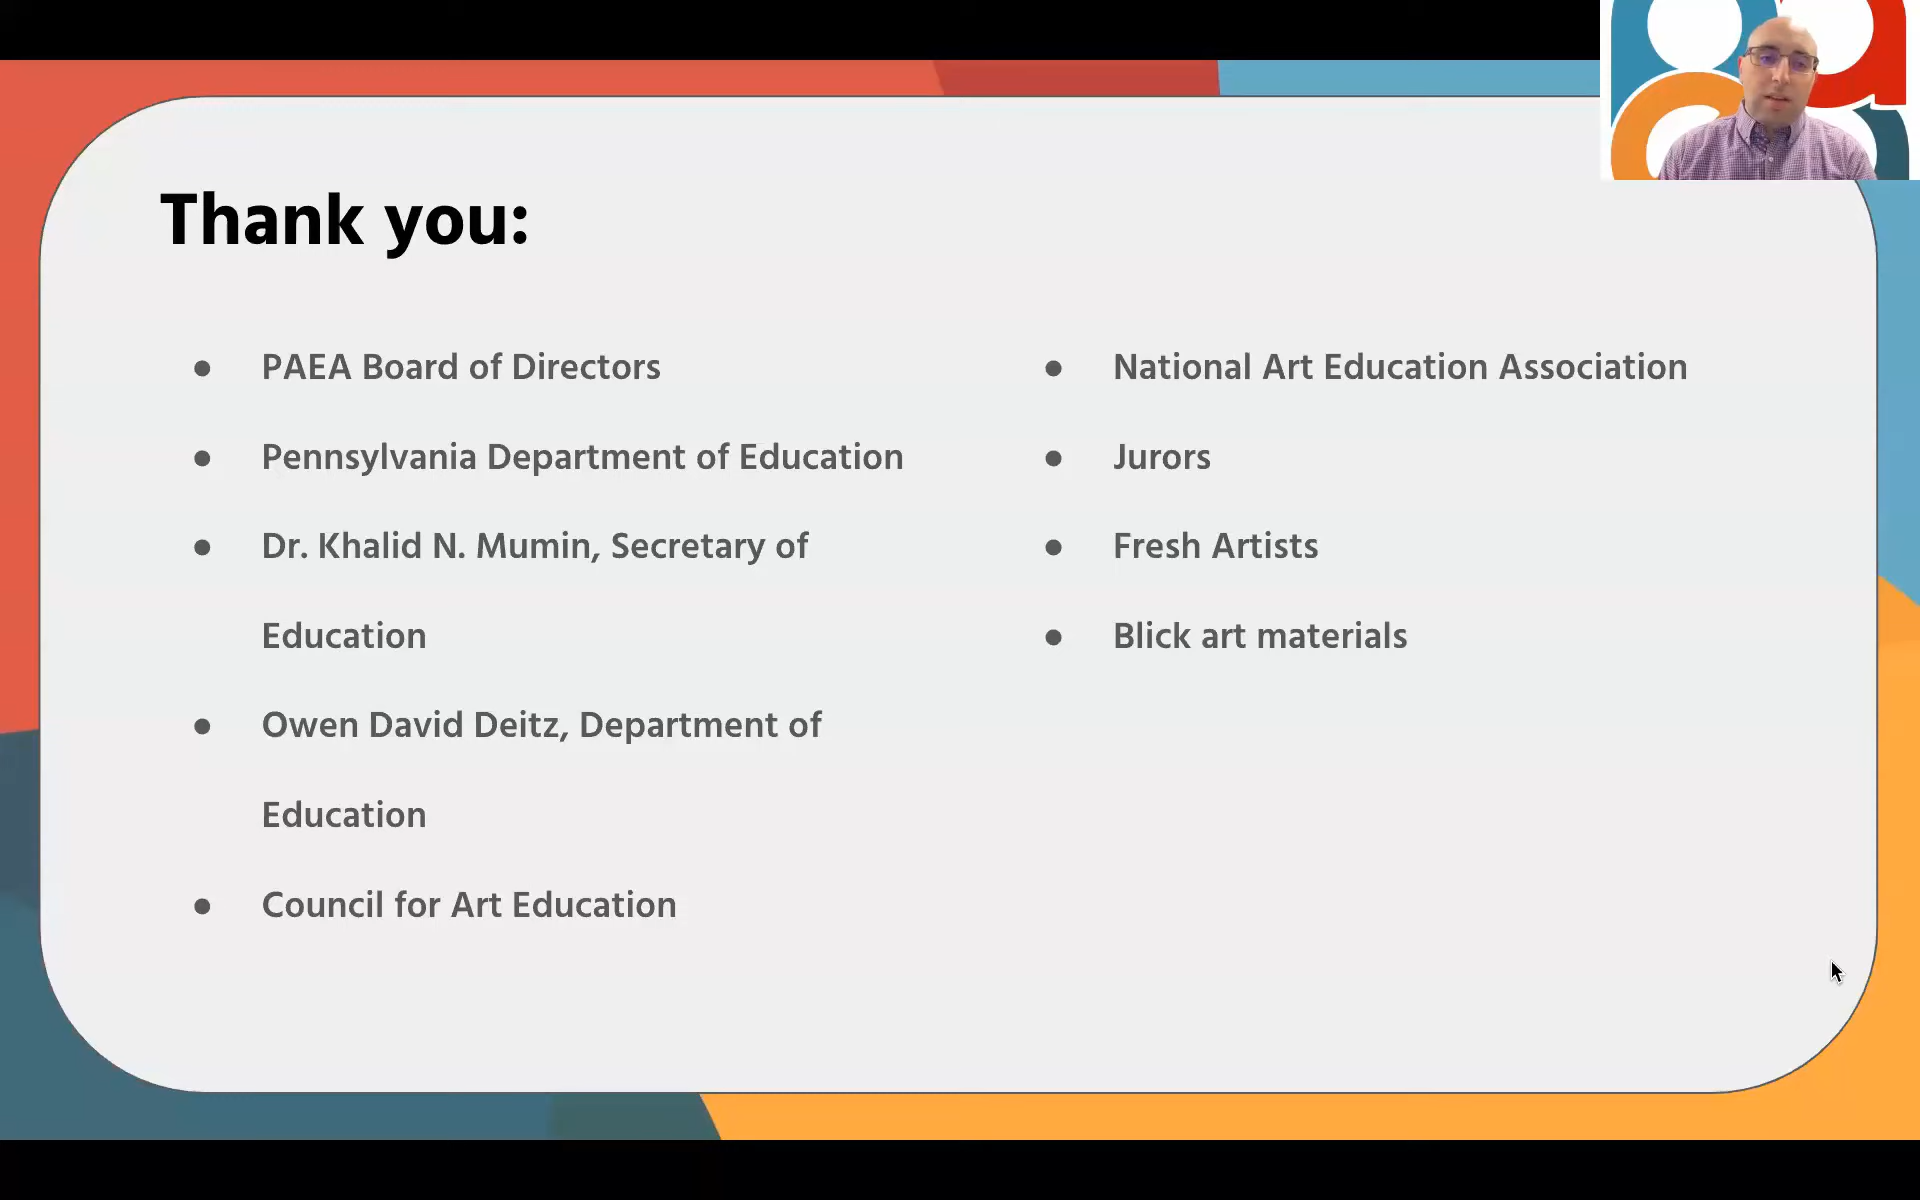 Thank you:
● PAEA Board of Directors
● Pennsylvania Department of Education
● Dr. Khalid N. Mumin, Secretary of
Education
● Owen David Deitz, Department of
Education
● Council for Art Education
● National Art Education Association
● Jurors
● Fresh Artists
● Blick art materials